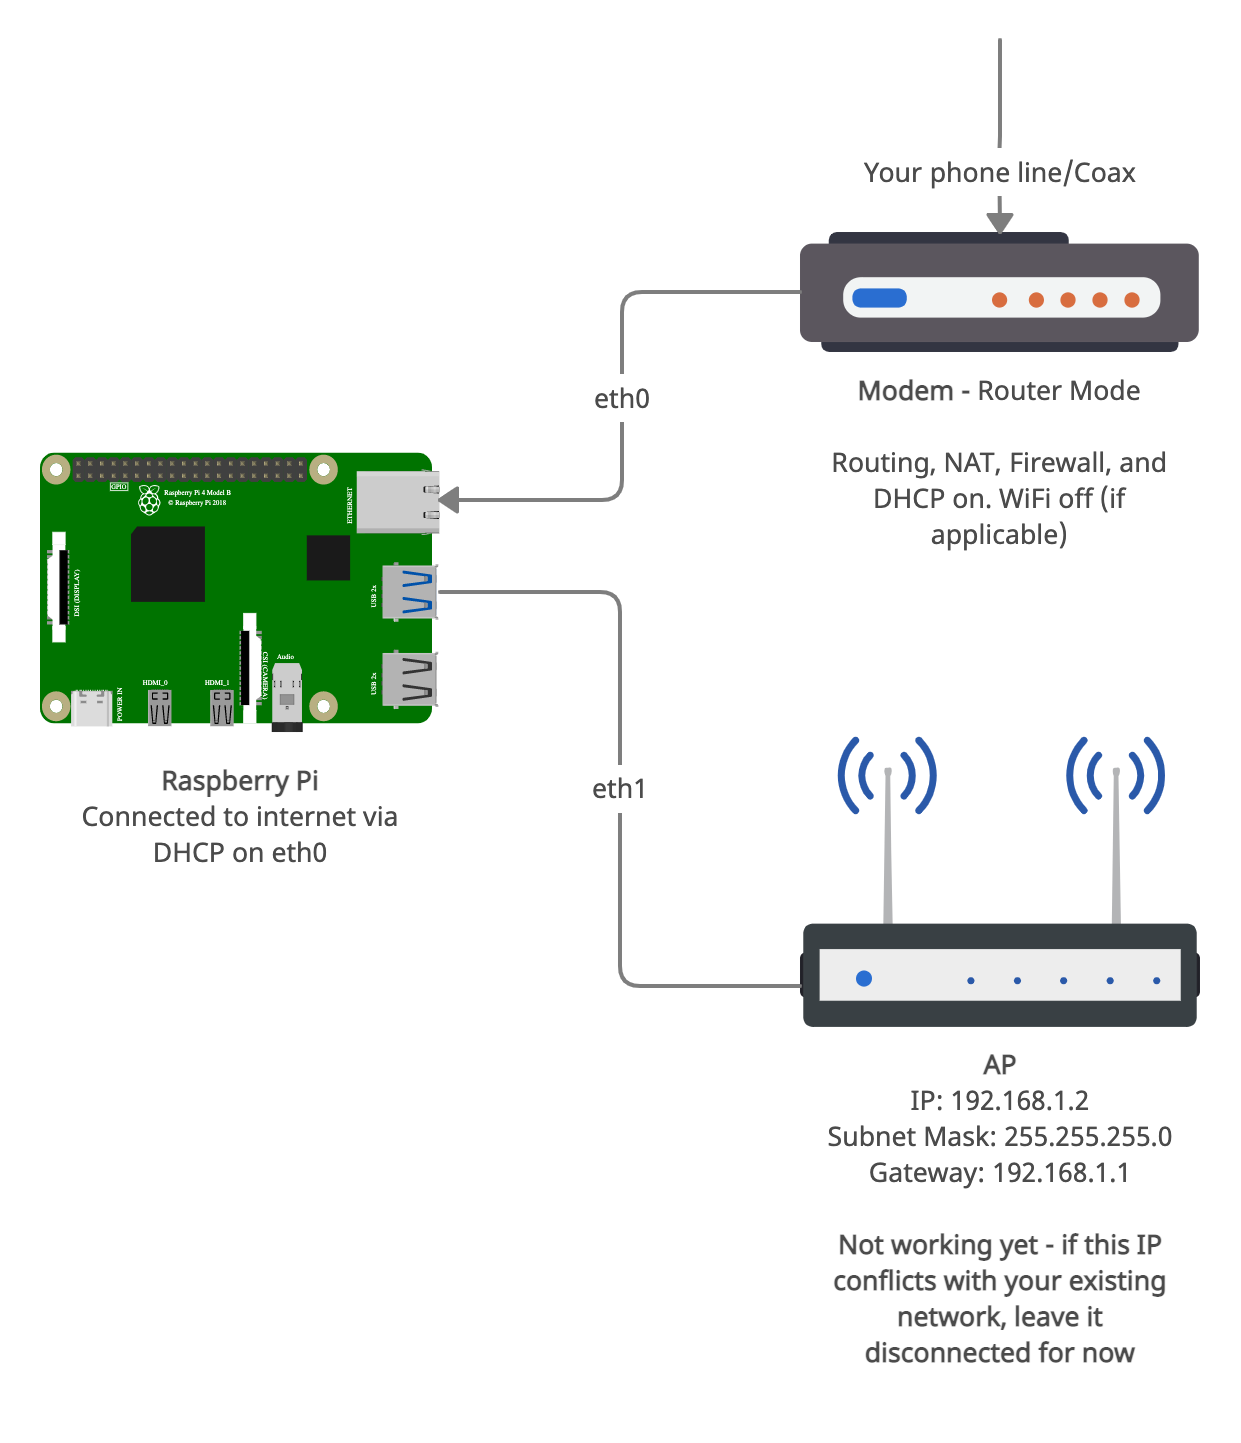 Your phone line/Coax
Modem - Router Mode
Routing, NAT, Firewall, and
DHCP on. WiFi off (if
applicable)
eth0
GPIO
Raspberry Pi 4 Model B
© Raspberry Pi 2018
ETHERNET
DSI (DISPLAY)
USB 2x
CSI (CAMERA)
Audio
USB 2x
POWER IN
HDMI_0
HDMI_1
Raspberry Pi
Connected to internet via
DHCP on eth0
eth1
AP
IP: 192.168.1.2
Subnet Mask: 255.255.255.0
Gateway: 192.168.1.1
Not working yet - if this IP
conflicts with your existing
network, leave it
disconnected for now